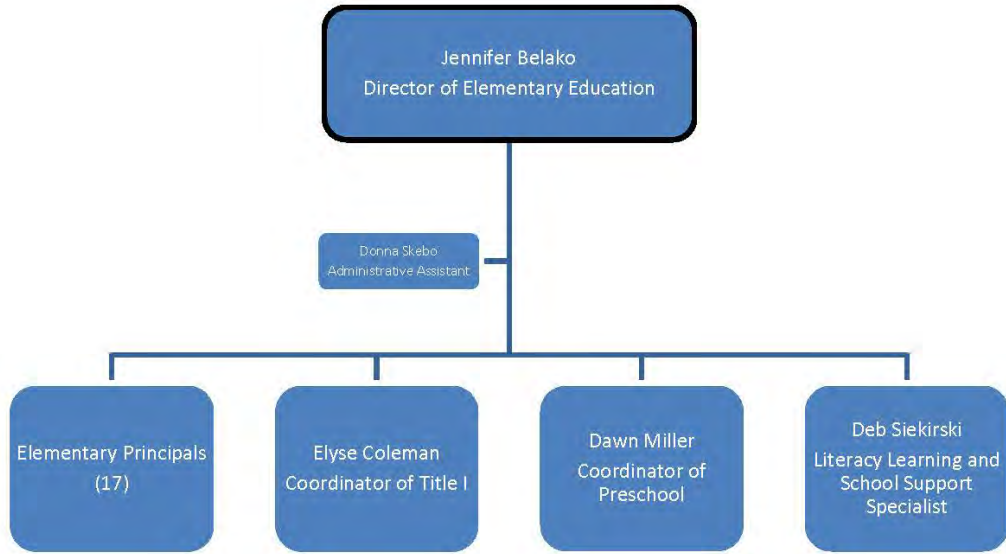 Jennifer Belako
Director of Elementary Education
Donna Skebo
Administrative Assistant
Elementary Principals
(17)
Elyse Coleman
Coordinator of Title I
Dawn Miller
Coordinator of
Preschool
Deb Siekirski
Literacy Learning and
School Support
Specialist